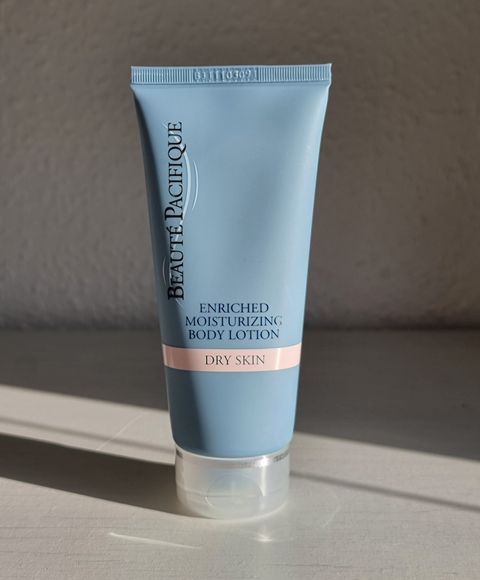 BEAUTÉ PACIFIQUE
ENRICHED
MOISTURIZING
BODY LOTION
DRY SKIN